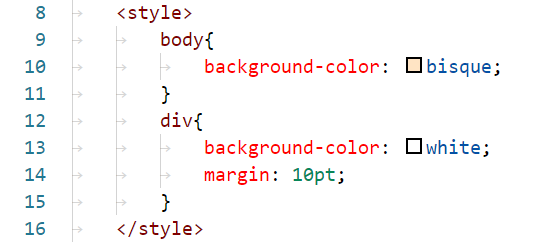 8 <style>
9 body{
10 background-color: bisque;
11 }
12 div{
13 background-color: white;
14 margin: 10pt;
15 }
16 </style>